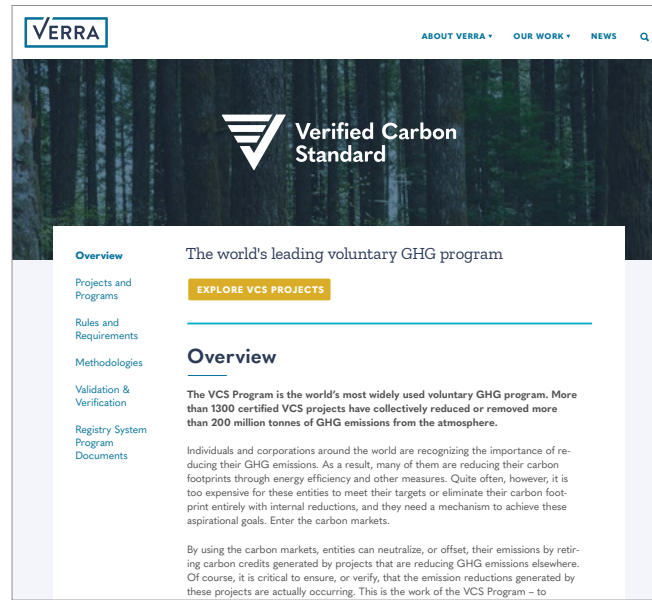 VERRA
ABOUT VERRA ▾ OUR WORK ▾ NEWS
Verified Carbon
Standard
Overview
Projects and
Programs
Rules and
Requirements
Methodologies
Validation &
Verification
Registry System
Program
Documents
The world's leading voluntary GHG program
EXPLORE VCS PROJECTS
Overview
The VCS Program is the world's most widely used voluntary GHG program. More
than 1300 certified VCS projects have collectively reduced or removed more
than 200 million tonnes of GHG emissions from the atmosphere.
Individuals and corporations around the world are recognizing the importance of re-
ducing their GHG emissions. As a result, many of them are reducing their carbon
footprints through energy efficiency and other measures. Quite often, however, it is
too expensive for these entities to meet their targets or eliminate their carbon foot-
print entirely with internal reductions, and they need a mechanism to achieve these
aspirational goals. Enter the carbon markets.
By using the carbon markets, entities can neutralize, or offset, their emissions by retir-
ing carbon credits generated by projects that are reducing GHG emissions elsewhere.
Of course, it is critical to ensure, or verify, that the emission reductions generated by
these projects are actually occurring. This is the work of the VCS Program – to